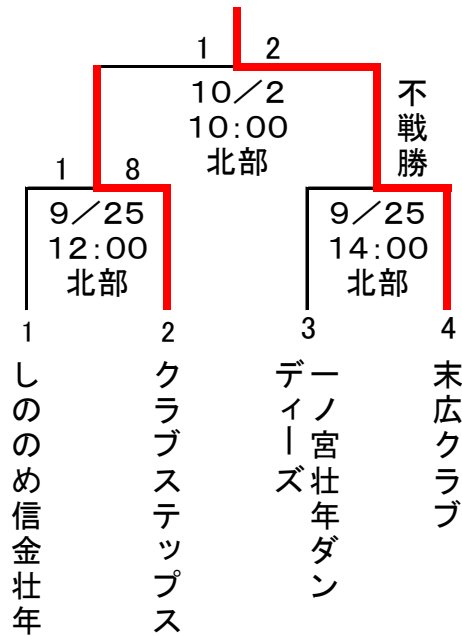 1 2
10／2
10:00
北部
不戦勝
1 8
9／25
12:00
北部
9／25
14:00
北部
1
2
3
4
しののめ信金壮年
クラブステップス
一ノ宮壮年ダン
ディーズ
末広クラブ